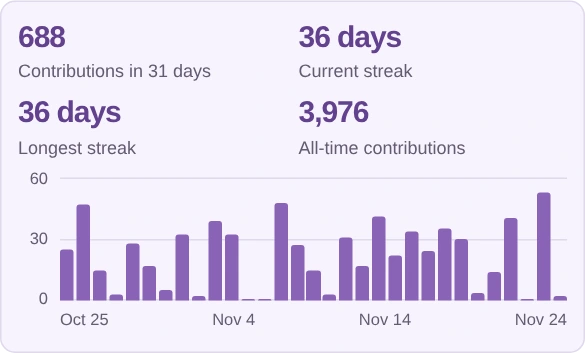 688
36 days
Contributions in 31 days
Current streak
36 days
3,976
Longest streak
All-time contributions
60
30
0
Oct 25
Nov 4
Nov 14
Nov 24